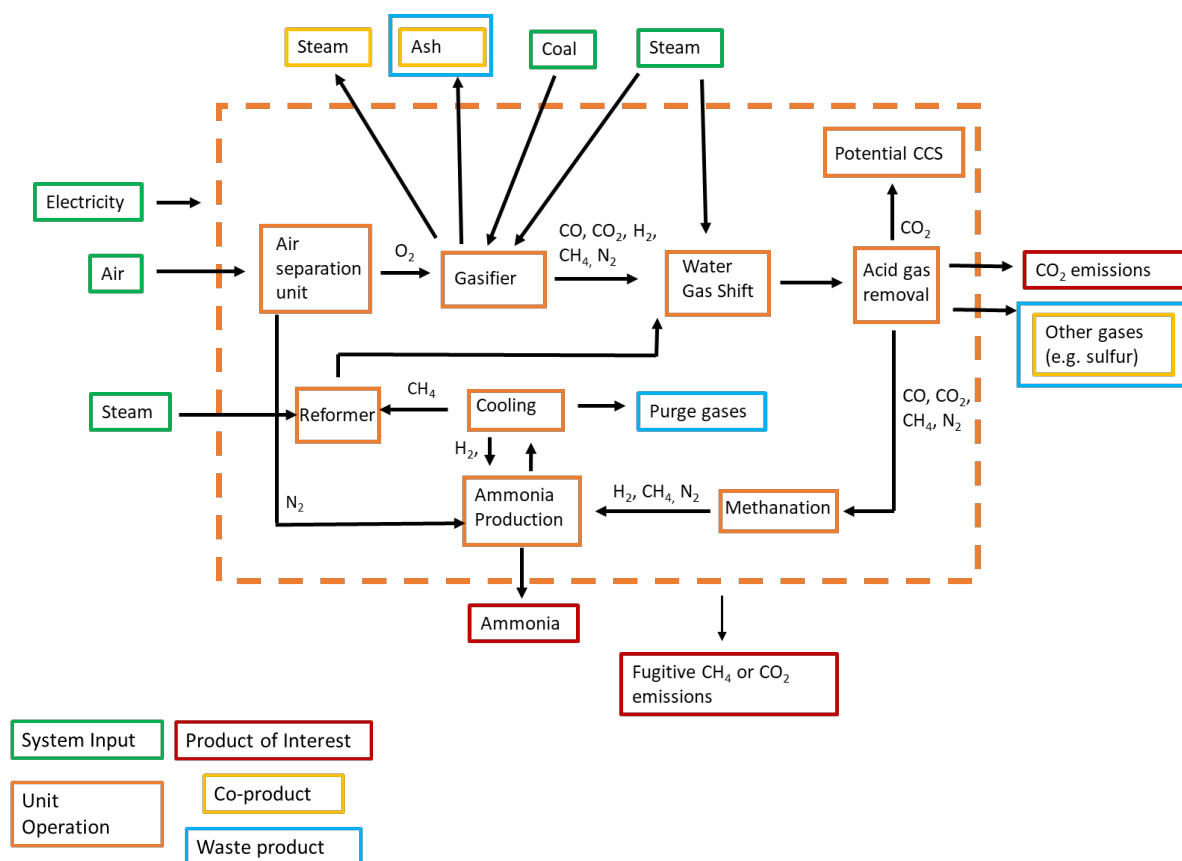 Steam
Ash
Coal
Steam
Potential CCS
Electricity
CO, CO₂, H₂,
CH₄, N₂
CO₂
Air
separation
unit
O₂
Gasifier
Water
Gas Shift
Acid gas
removal
CO₂ emissions
Air
Other gases
(e.g. sulfur)
Steam
Reformer
CH₄
Cooling
Purge gases
CO, CO₂,
CH₄, N₂
H₂,
N₂
Ammonia
Production
H₂, CH₄, N₂
Methanation
Ammonia
Fugitive CH₄ or CO₂
emissions
System Input
Product of Interest
Unit
Operation
Co-product
Waste product